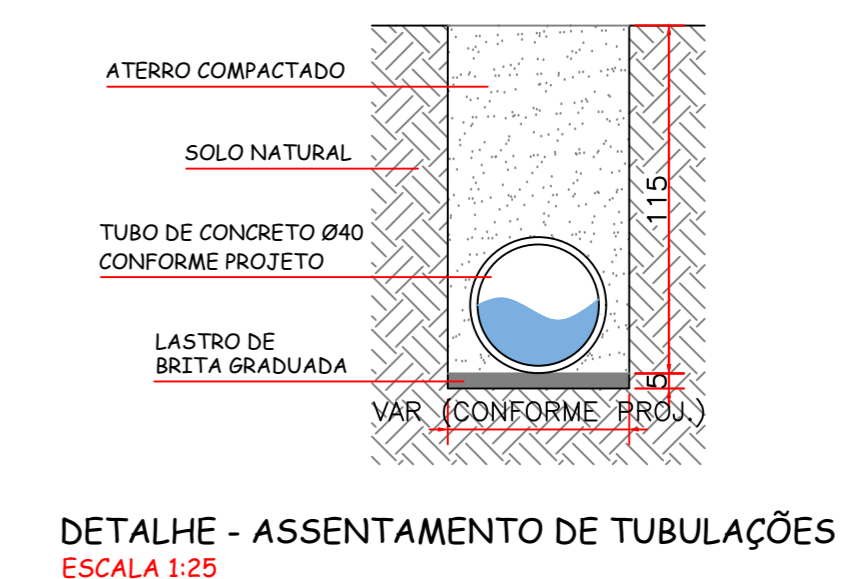 ATERRO COMPACTADO
SOLO NATURAL
115
TUBO DE CONCRETO Ø40
CONFORME PROJETO
LASTRO DE
BRITA GRADUADA
5
VAR (CONFORME PROJ.)
DETALHE - ASSENTAMENTO DE TUBULAÇÕES
ESCALA 1:25